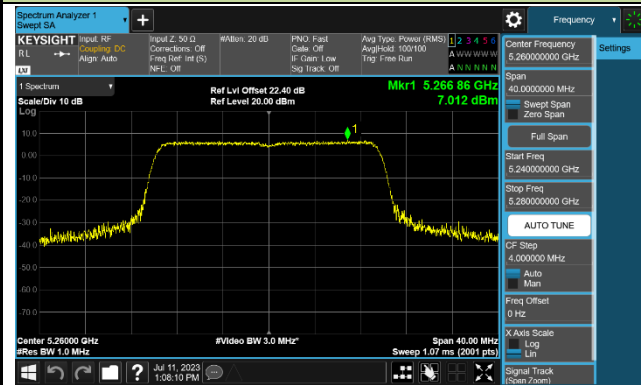 Spectrum Analyzer 1
Swept SA
+
Frequency
KEYSIGHT
RL
Input: RF
Coupling: DC
Align: Auto
Input Z: 50 Ω
Corrections: Off
Freq Ref: Int (S)
NFE: Off
#Atten: 20 dB
PNO: Fast
Gate: Off
IF Gain: Low
Sig Track: Off
Avg Type: Power (RMS)
Avg|Hold: 100/100
Trig: Free Run
1 2 3 4 5 6
A W W W W W
A N N N N N
1 Spectrum
Scale/Div 10 dB
Log
Ref Lvl Offset 22.40 dB
Ref Level 20.00 dBm
Mkr1 5.266 86 GHz
7.012 dBm
1
10.0
0.00
-10.0
-20.0
-30.0
-40.0
-50.0
-60.0
-70.0
Center 5.26000 GHz
#Res BW 1.0 MHz
#Video BW 3.0 MHz*
Span 40.00 MHz
Sweep 1.07 ms (2001 pts)
Center Frequency
5.260000000 GHz
Span
40.0000000 MHz
Swept Span
Zero Span
Full Span
Start Freq
5.240000000 GHz
Stop Freq
5.280000000 GHz
AUTO TUNE
CF Step
4.000000 MHz
Auto
Man
Freq Offset
0 Hz
X Axis Scale
Log
Lin
Signal Track
(Span Zoom)
Settings
Jul 11, 2023
1:08:10 PM